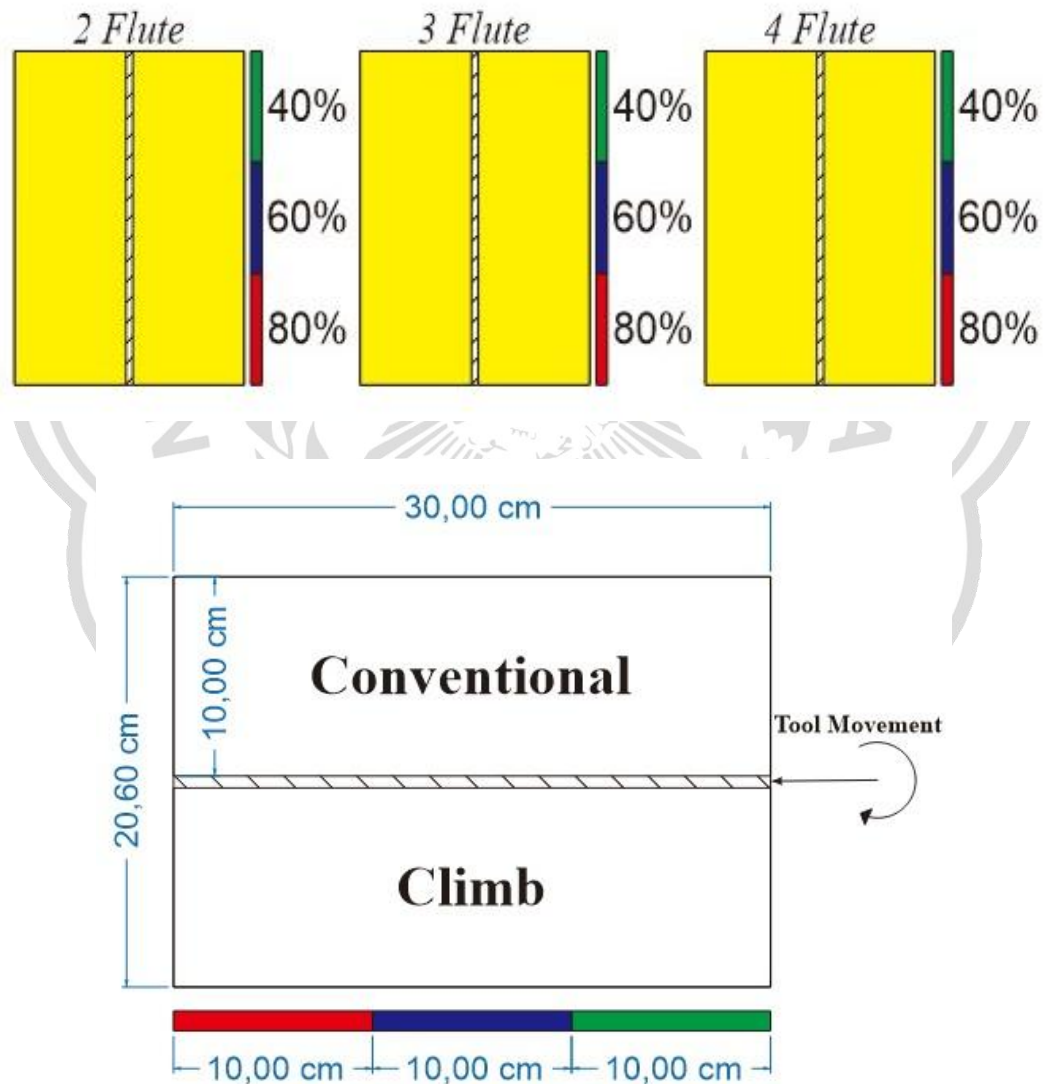 2 Flute 3 Flute 4 Flute
40% 40% 40%
60% 60% 60%
80% 80% 80%
30,00 cm
10,00 cm
20,60 cm
Conventional
Tool Movement
Climb
10,00 cm 10,00 cm 10,00 cm